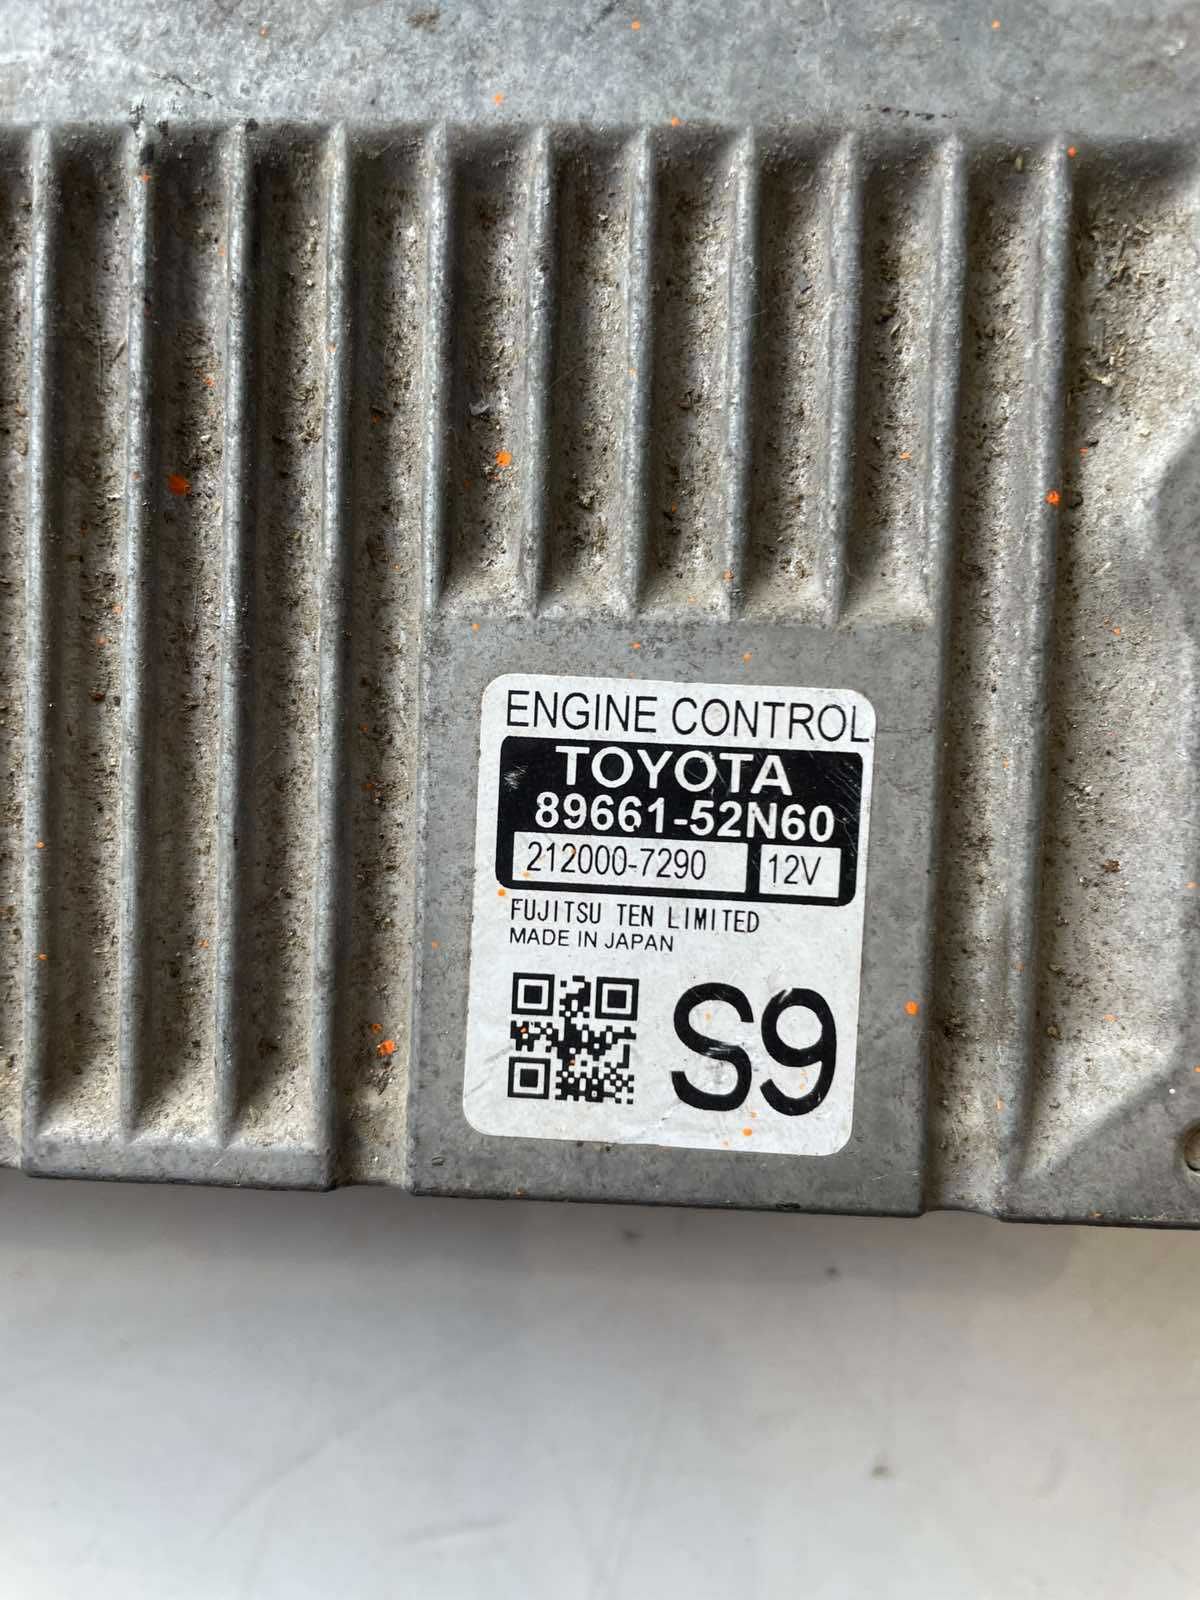 ENGINE CONTROL
TOYOTA
89661-52N60
212000-7290 12V
FUJITSU TEN LIMITED
MADE IN JAPAN
S9